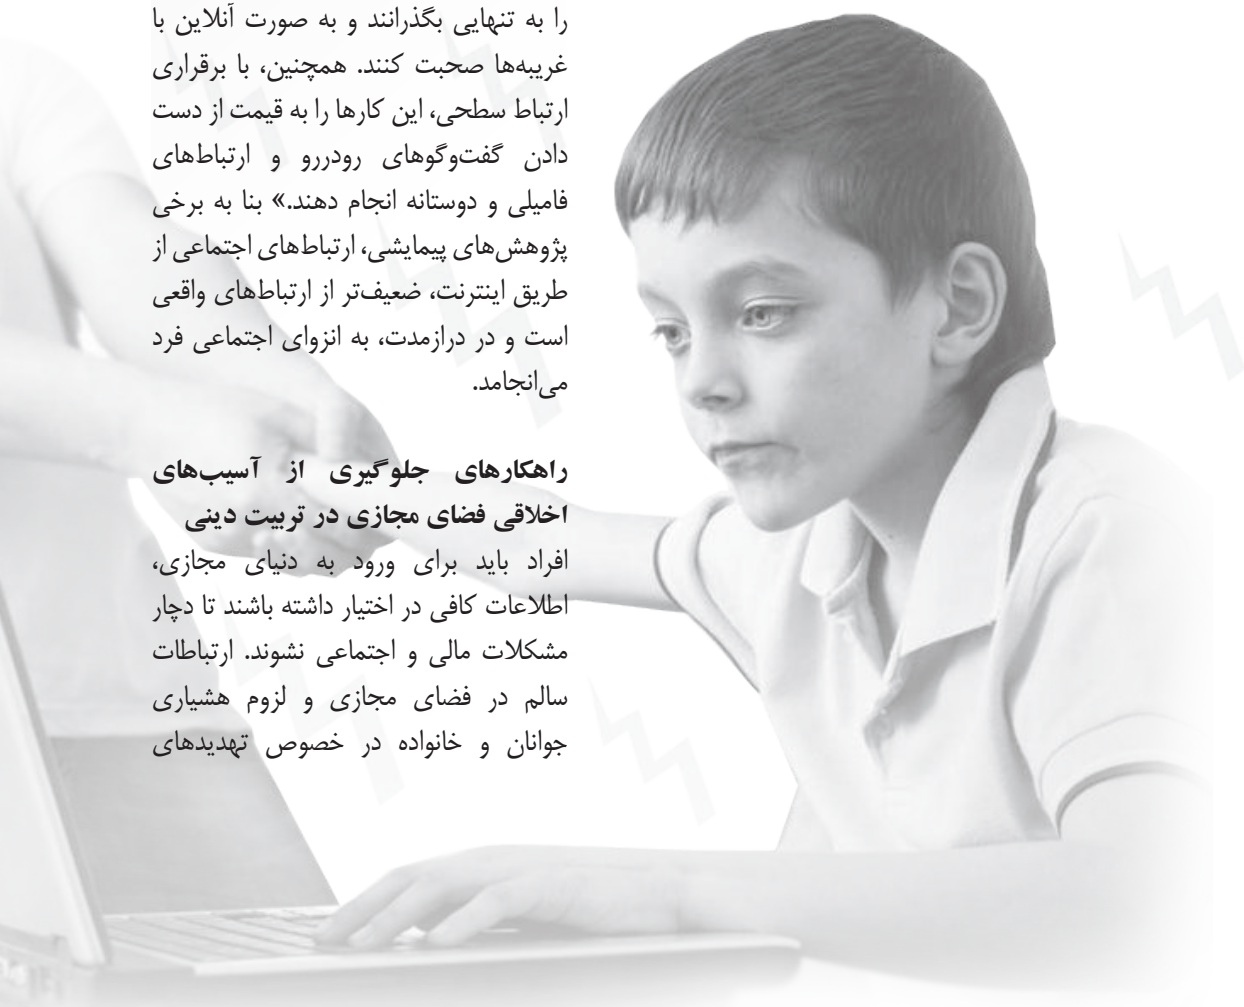 را به تنهایی بگذرانند و به صورت آنلاین با
غریبه‌ها صحبت کنند. همچنین، با برقراری
ارتباط سطحی، این کارها را به قیمت از دست
دادن گفت‌وگوهای رودررو و ارتباط‌های
فامیلی و دوستانه انجام دهند.» بنا به برخی
پژوهش‌های پیمایشی، ارتباط‌های اجتماعی از
طریق اینترنت، ضعیف‌تر از ارتباط‌های واقعی
است و در درازمدت، به انزوای اجتماعی فرد
می‌انجامد.
راهکارهای جلوگیری از آسیب‌های
اخلاقی فضای مجازی در تربیت دینی
افراد باید برای ورود به دنیای مجازی،
اطلاعات کافی در اختیار داشته باشند تا دچار
مشکلات مالی و اجتماعی نشوند. ارتباطات
سالم در فضای مجازی و لزوم هشیاری
جوانان و خانواده در خصوص تهدیدهای